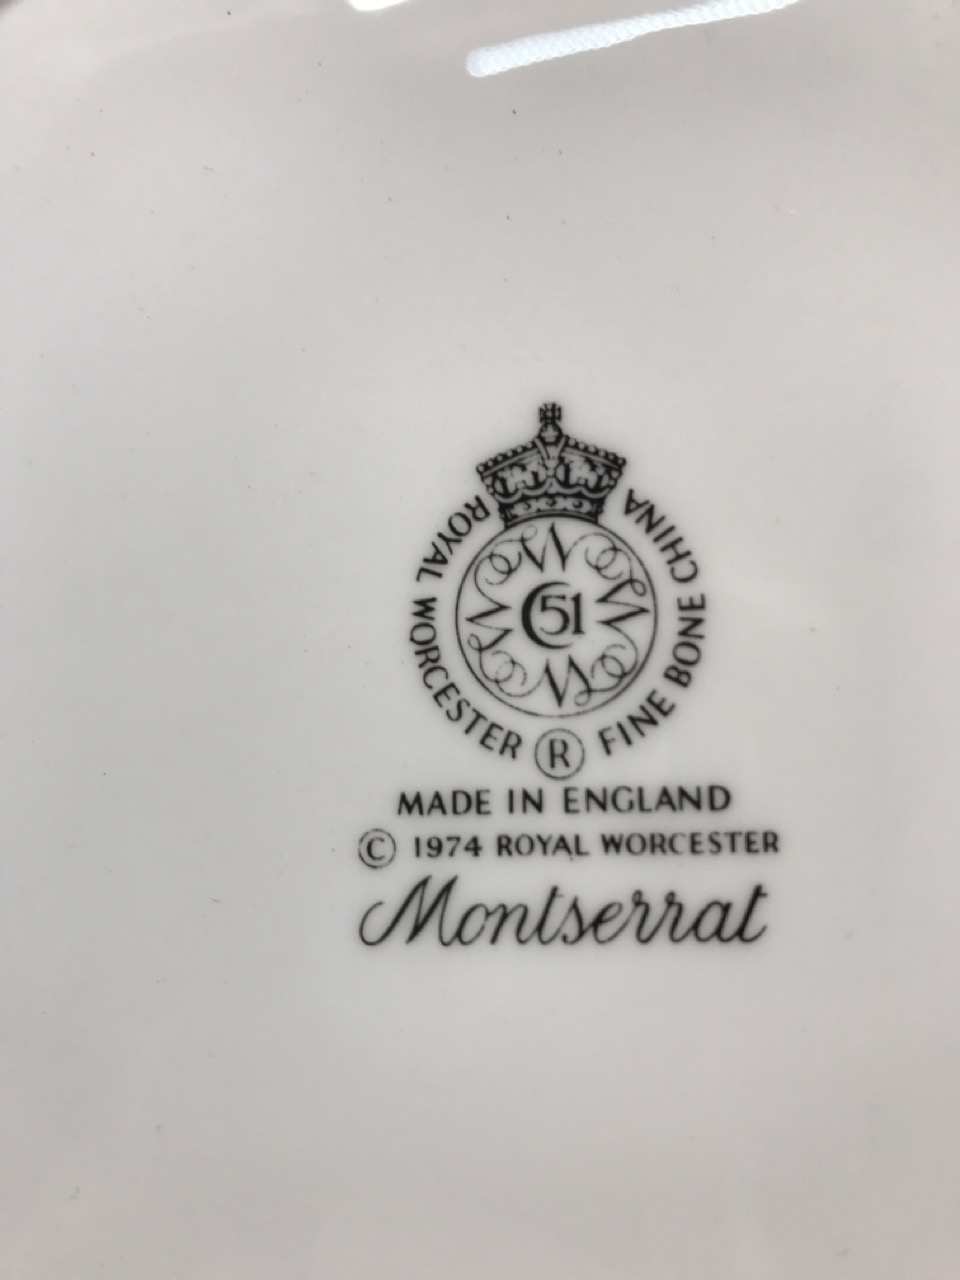 ROYAL WORCESTER ® FINE BONE CHINA
51
MADE IN ENGLAND
© 1974 ROYAL WORCESTER
Montserrat